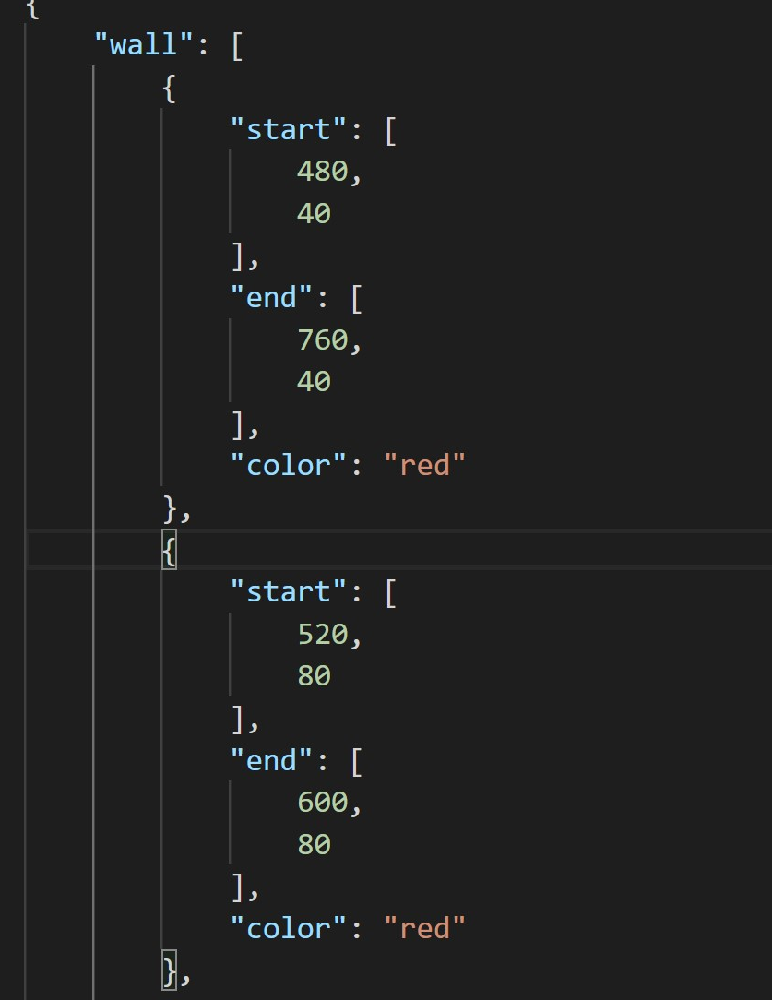 {
"wall": [
{
"start": [
480,
40
],
"end": [
760,
40
],
"color": "red"
},
{
"start": [
520,
80
],
"end": [
600,
80
],
"color": "red"
},